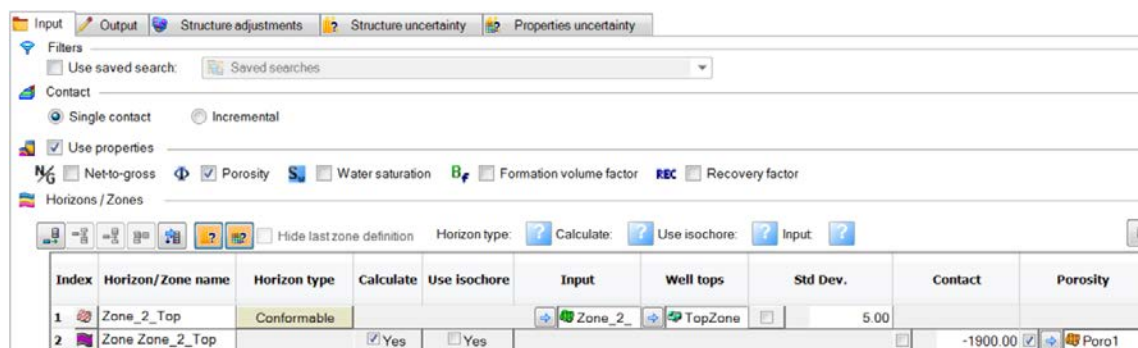 Input Output Structure adjustments Structure uncertainty Properties uncertainty
Filters
Use saved search: Saved searches
Contact
Single contact Incremental
Use properties
N/G Net-to-gross Φ Porosity Sw Water saturation Bf Formation volume factor REC Recovery factor
Horizons / Zones
Hide last zone definition Horizon type: Calculate: Use isochore: Input:
Index Horizon/Zone name Horizon type Calculate Use isochore Input Well tops Std Dev. Contact Porosity
1 Zone_2_Top Conformable Zone_2_ TopZone 5.00
2 Zone Zone_2_Top Yes Yes -1900.00 Poro1